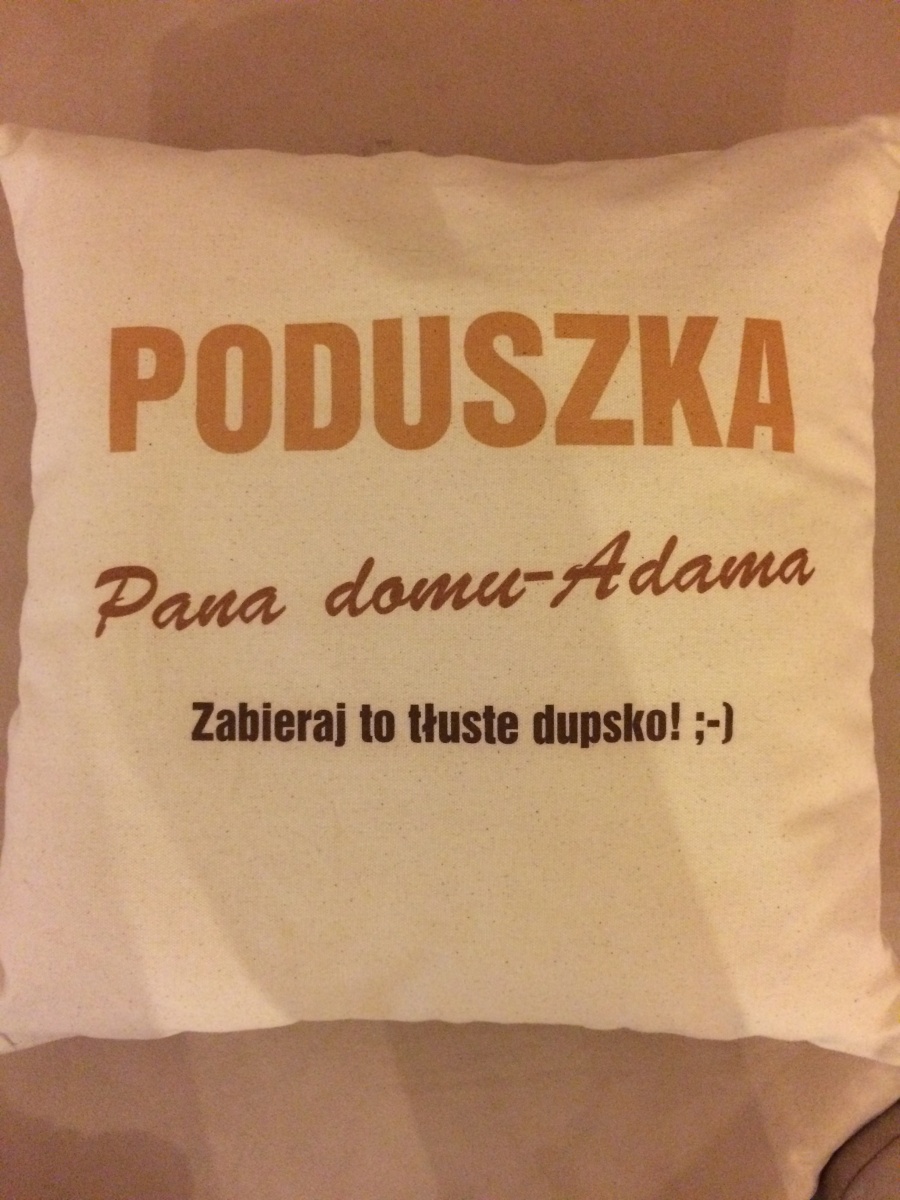 PODUSZKA
Pana domu-Adama
Zabieraj to tłuste dupsko! ;-)